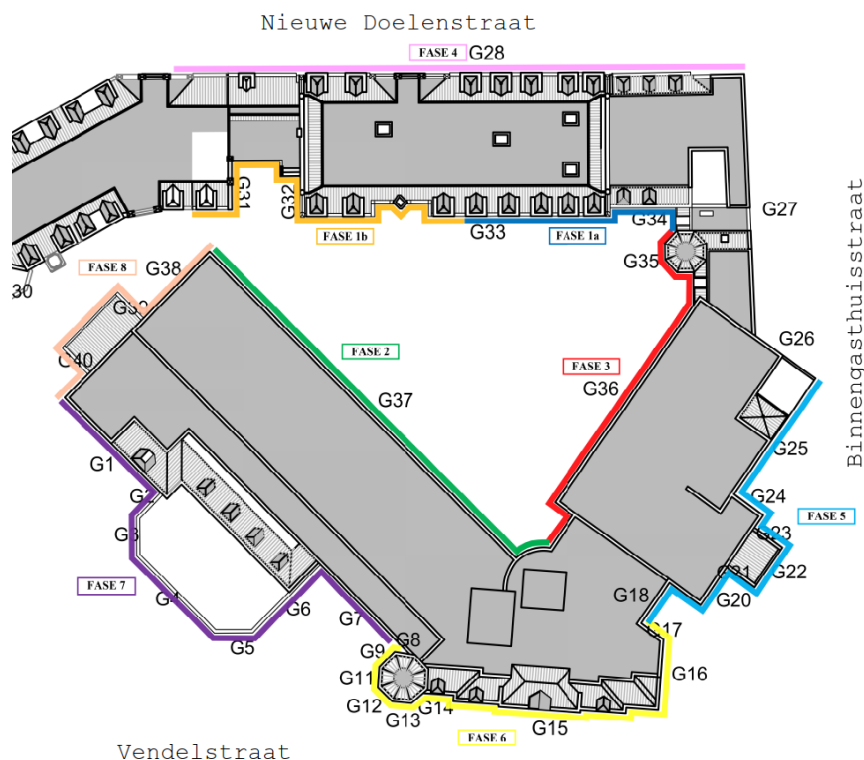 Nieuwe Doelenstraat
FASE 4 G28
G27
G31
G32
FASE 1b
G33
FASE 1a
G34
G35
G38
FASE 8
30
G40
FASE 2
FASE 3
G36
G26
G37
Binnengasthuisstraat
G1
G2
G3
G25
G24
FASE 5
G23
G22
G21
G20
FASE 7
G4
G5
G6
G7
G18
G17
G8
G9
G11
G12
G13
G14
G15
G16
FASE 6
Vendelstraat